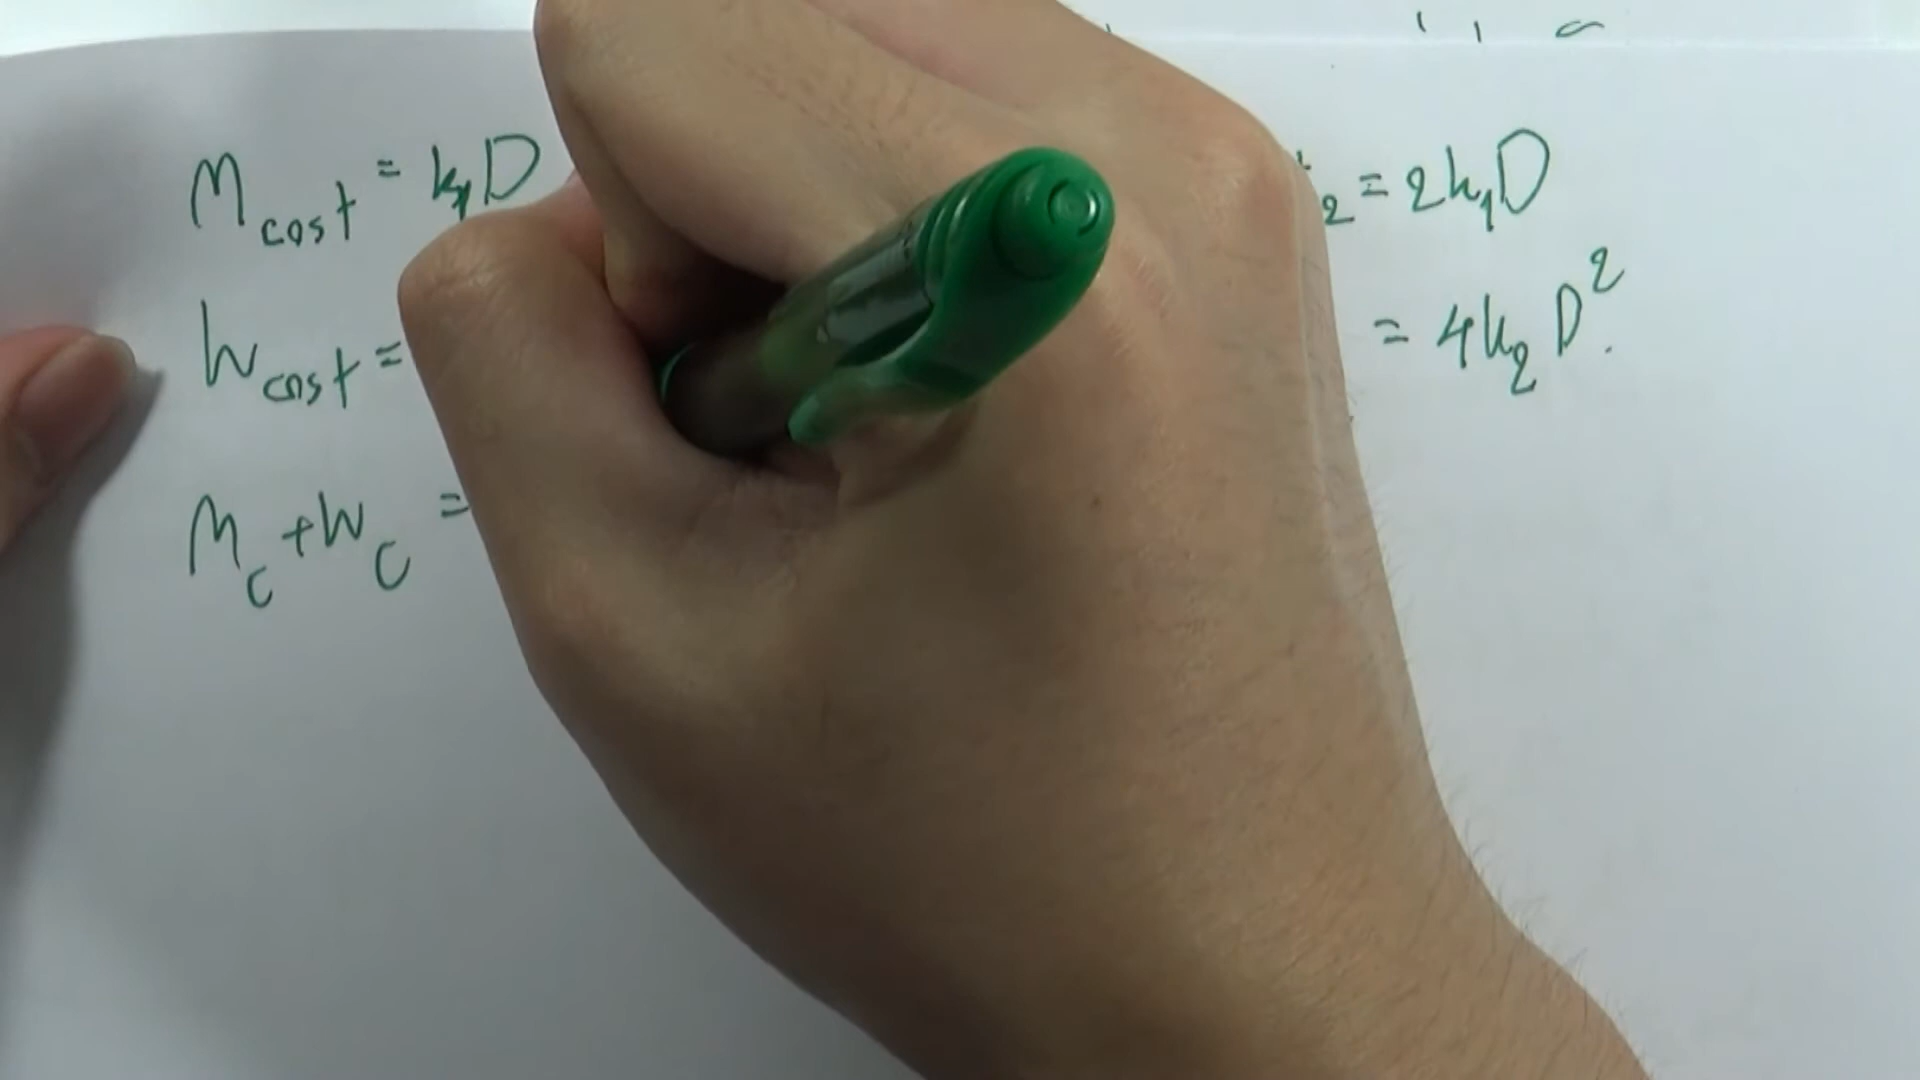 M_cost = k₁D ₂ = 2k₁D
W_cost = = 4k₂D².
M_c + W_c =